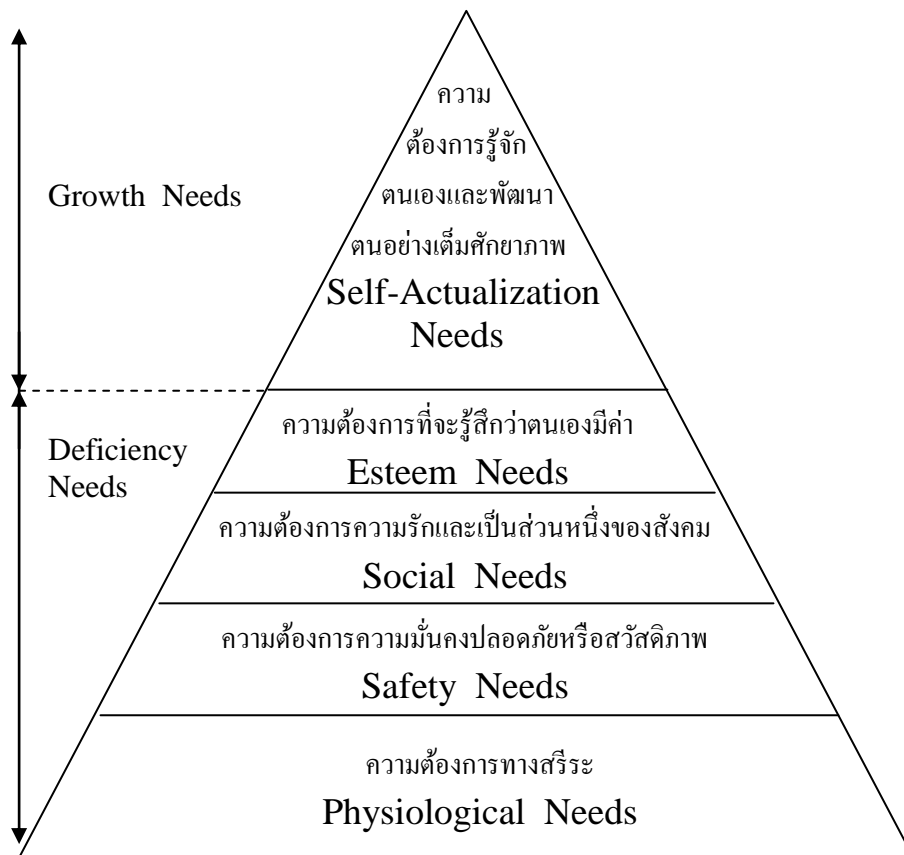 ความ
ต้องการรู้จัก
ตนเองและพัฒนา
ตนอย่างเต็มศักยาภาพ
Self-Actualization
Needs
Growth Needs
ความต้องการที่จะรู้สึกว่าตนเองมีค่า
Esteem Needs
Deficiency
Needs
ความต้องการความรักและเป็นส่วนหนึ่งของสังคม
Social Needs
ความต้องการความมั่นคงปลอดภัยหรือสวัสดิภาพ
Safety Needs
ความต้องการทางสรีระ
Physiological Needs